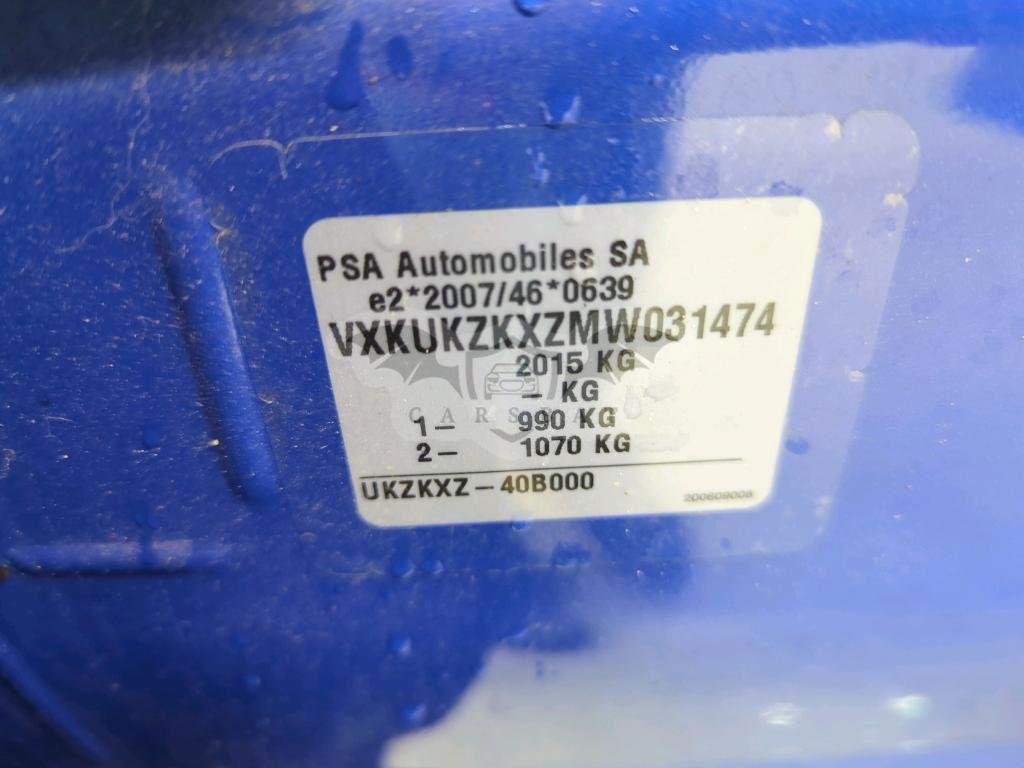 PSA Automobiles SA
e2*2007/46*0639
VXKUKZKXZMW031474
2015 KG
– KG
1– 990 KG
2– 1070 KG
UKZKXZ –40B000
200609008